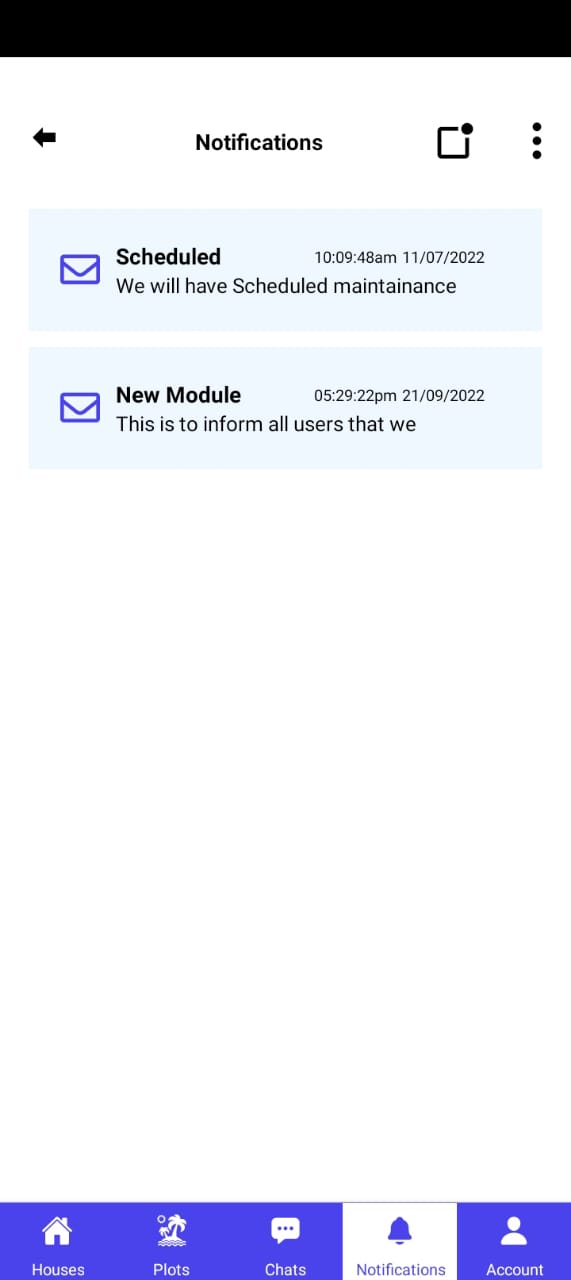 Notifications
Scheduled 10:09:48am 11/07/2022
We will have Scheduled maintainance
New Module 05:29:22pm 21/09/2022
This is to inform all users that we
Houses Plots Chats Notifications Account